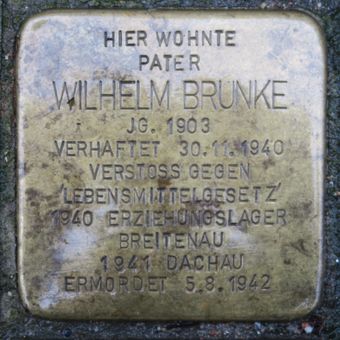 HIER WOHNTE
PATER
WILHELM BRUNKE
JG. 1903
VERHAFTET 30.11.1940
VERSTOSS GEGEN
'LEBENSMITTELGESETZ'
1940 ERZIEHUNGSLAGER
BREITENAU
1941 DACHAU
ERMORDET 5.8.1942